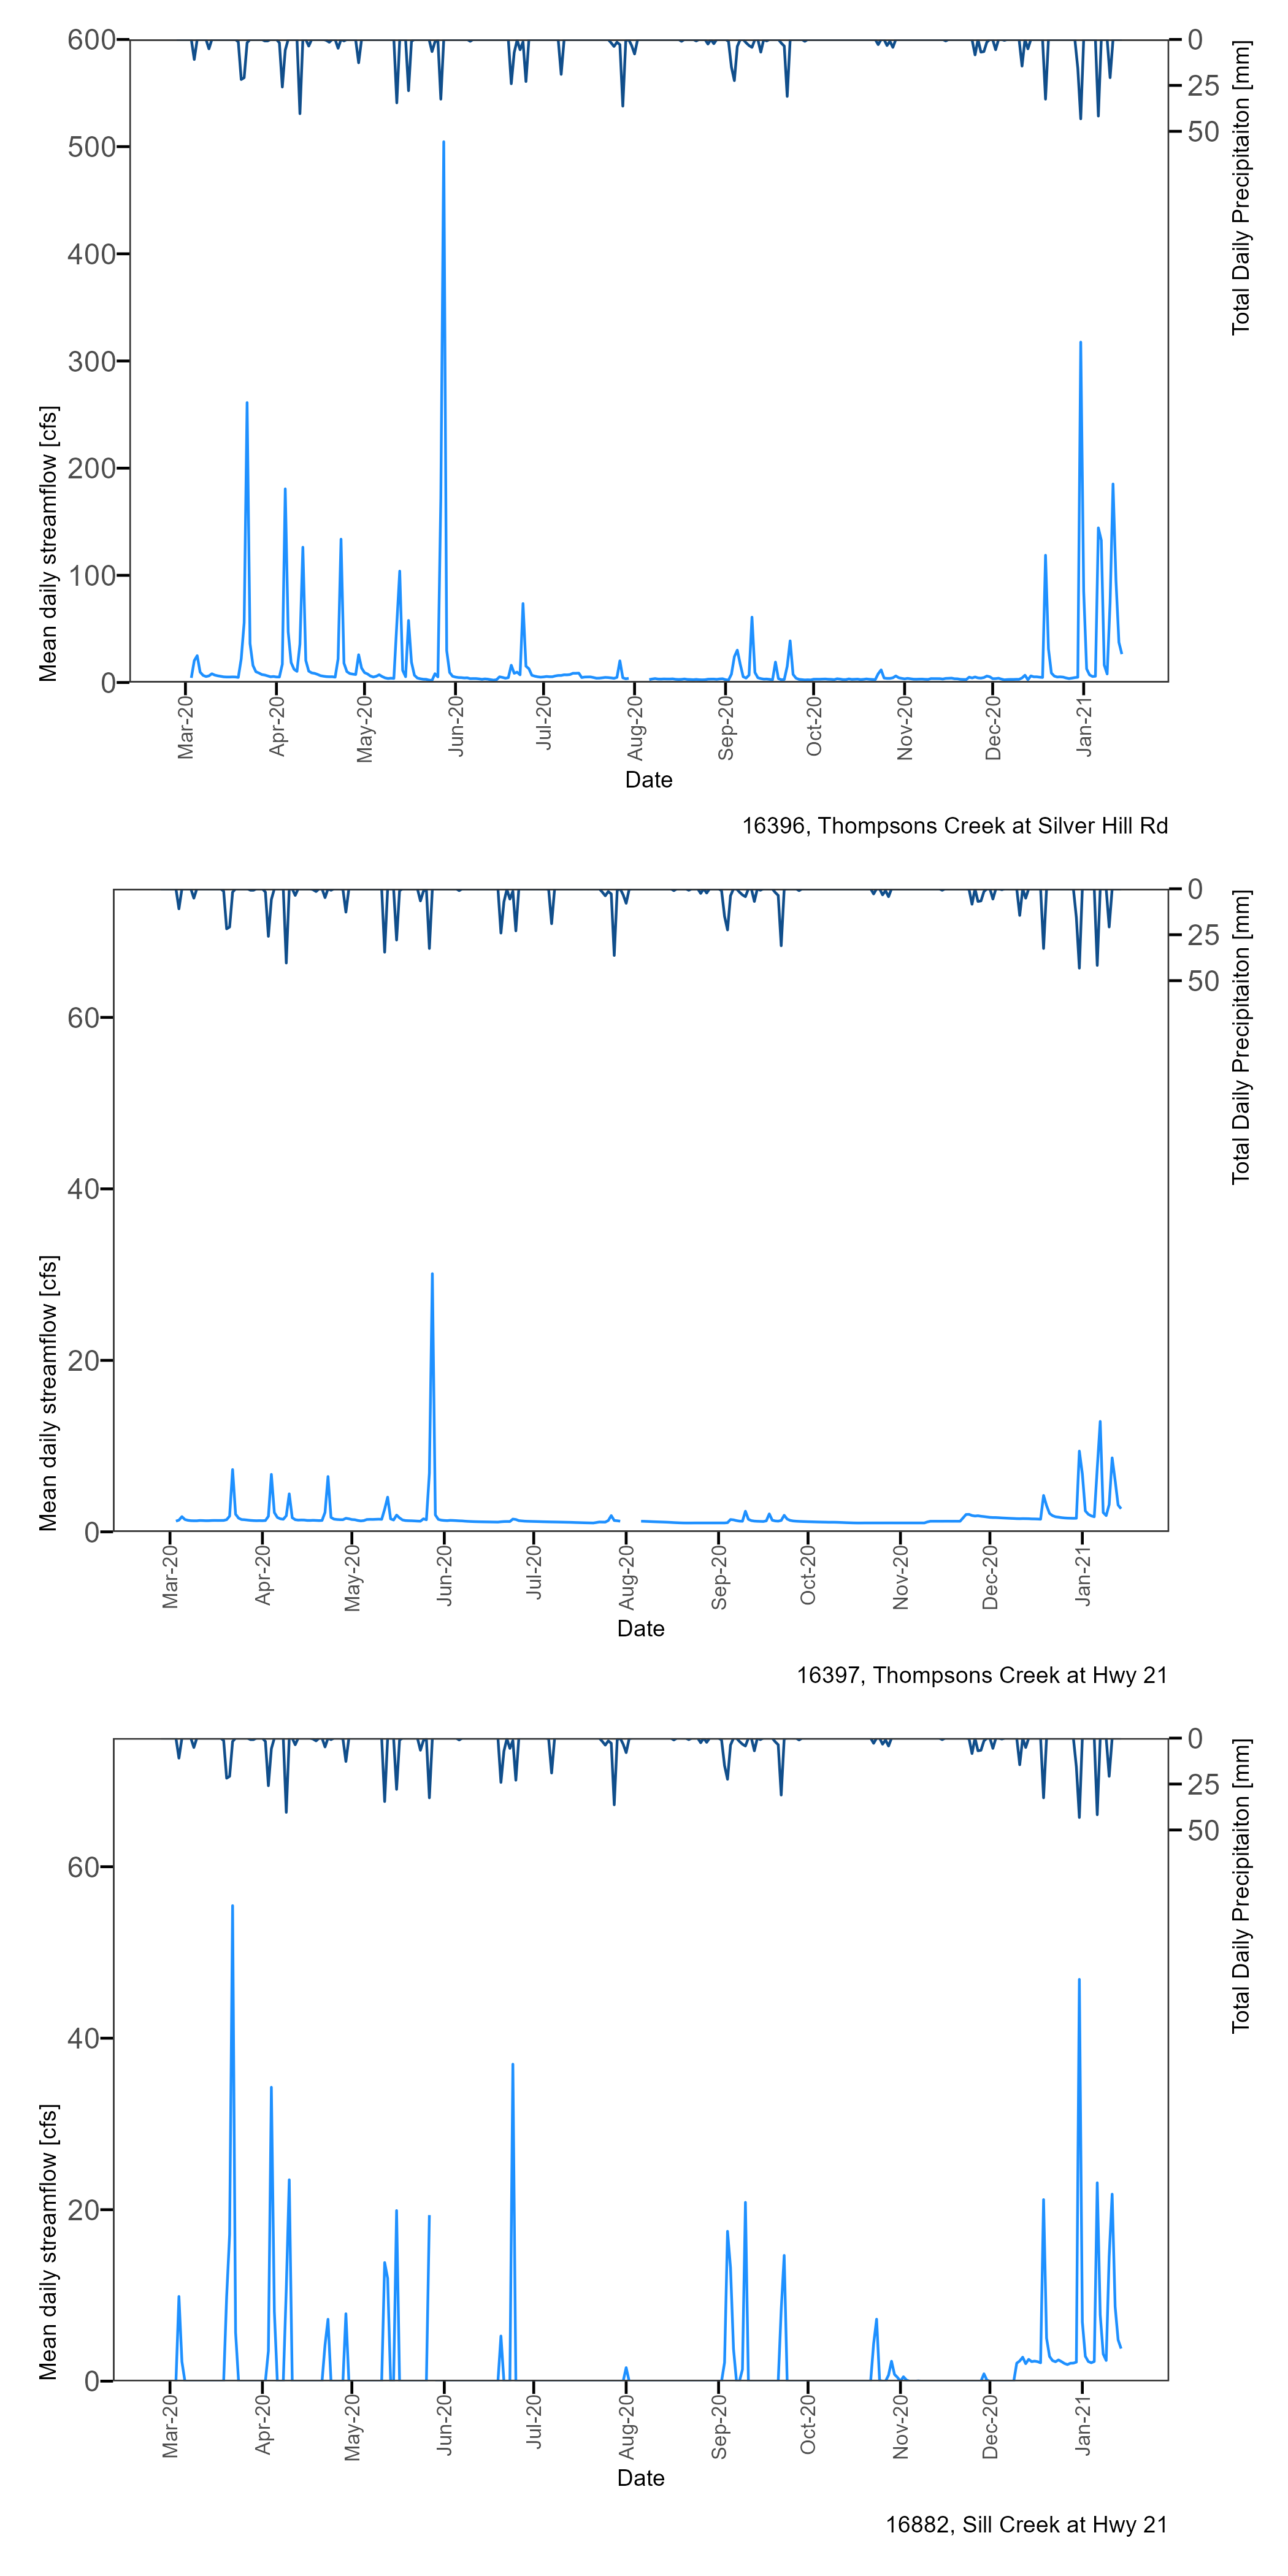 600
500
400
300
200
100
0
Mean daily streamflow [cfs]
0
25
50
Total Daily Precipitaiton [mm]
Mar-20
Apr-20
May-20
Jun-20
Jul-20
Aug-20
Sep-20
Oct-20
Nov-20
Dec-20
Jan-21
Date
16396, Thompsons Creek at Silver Hill Rd
60
40
20
0
Mean daily streamflow [cfs]
0
25
50
Total Daily Precipitaiton [mm]
Mar-20
Apr-20
May-20
Jun-20
Jul-20
Aug-20
Sep-20
Oct-20
Nov-20
Dec-20
Jan-21
Date
16397, Thompsons Creek at Hwy 21
60
40
20
0
Mean daily streamflow [cfs]
0
25
50
Total Daily Precipitaiton [mm]
Mar-20
Apr-20
May-20
Jun-20
Jul-20
Aug-20
Sep-20
Oct-20
Nov-20
Dec-20
Jan-21
Date
16882, Sill Creek at Hwy 21